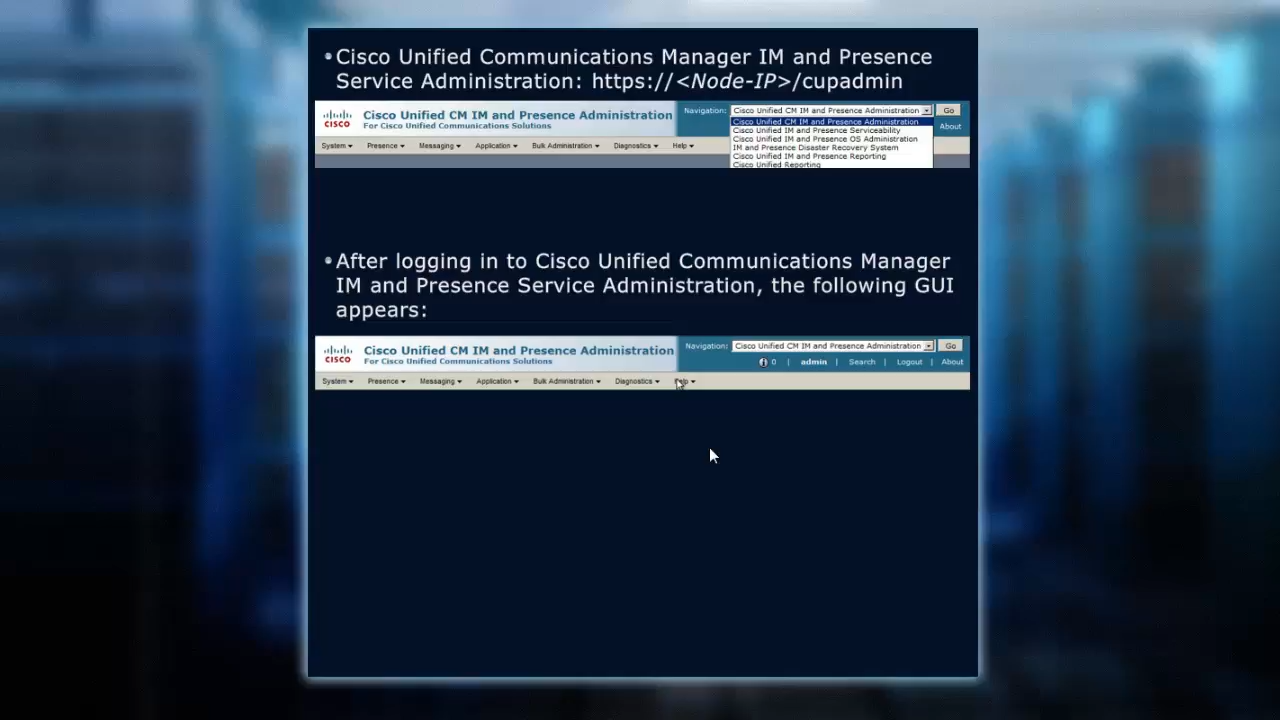 •Cisco Unified Communications Manager IM and Presence
Service Administration: https://<Node-IP>/cupadmin
CISCO
Cisco Unified CM IM and Presence Administration
For Cisco Unified Communications Solutions
Navigation: Cisco Unified CM IM and Presence Administration Go
Cisco Unified CM IM and Presence Administration
Cisco Unified IM and Presence Serviceability
Cisco Unified IM and Presence OS Administration
IM and Presence Disaster Recovery System
Cisco Unified IM and Presence Reporting
Cisco Unified Reporting
About
System Presence Messaging Application Bulk Administration Diagnostics Help
•After logging in to Cisco Unified Communications Manager
IM and Presence Service Administration, the following GUI
appears:
CISCO
Cisco Unified CM IM and Presence Administration
For Cisco Unified Communications Solutions
Navigation: Cisco Unified CM IM and Presence Administration Go
0 | admin | Search | Logout | About
System Presence Messaging Application Bulk Administration Diagnostics Help